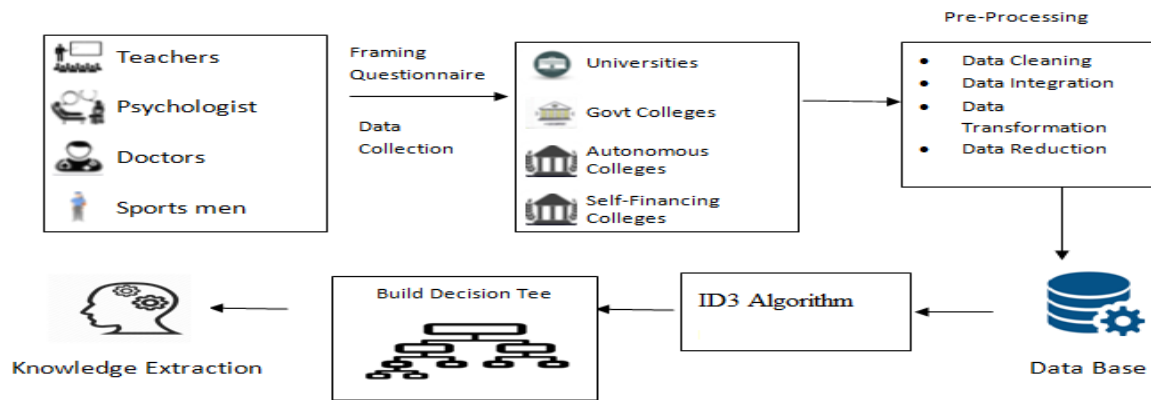 Teachers
Psychologist
Doctors
Sports men
Framing
Questionnaire
Data
Collection
Universities
Govt Colleges
Autonomous
Colleges
Self-Financing
Colleges
Pre-Processing
• Data Cleaning
• Data Integration
• Data
Transformation
• Data Reduction
Data Base
ID3 Algorithm
Build Decision Tee
Knowledge Extraction